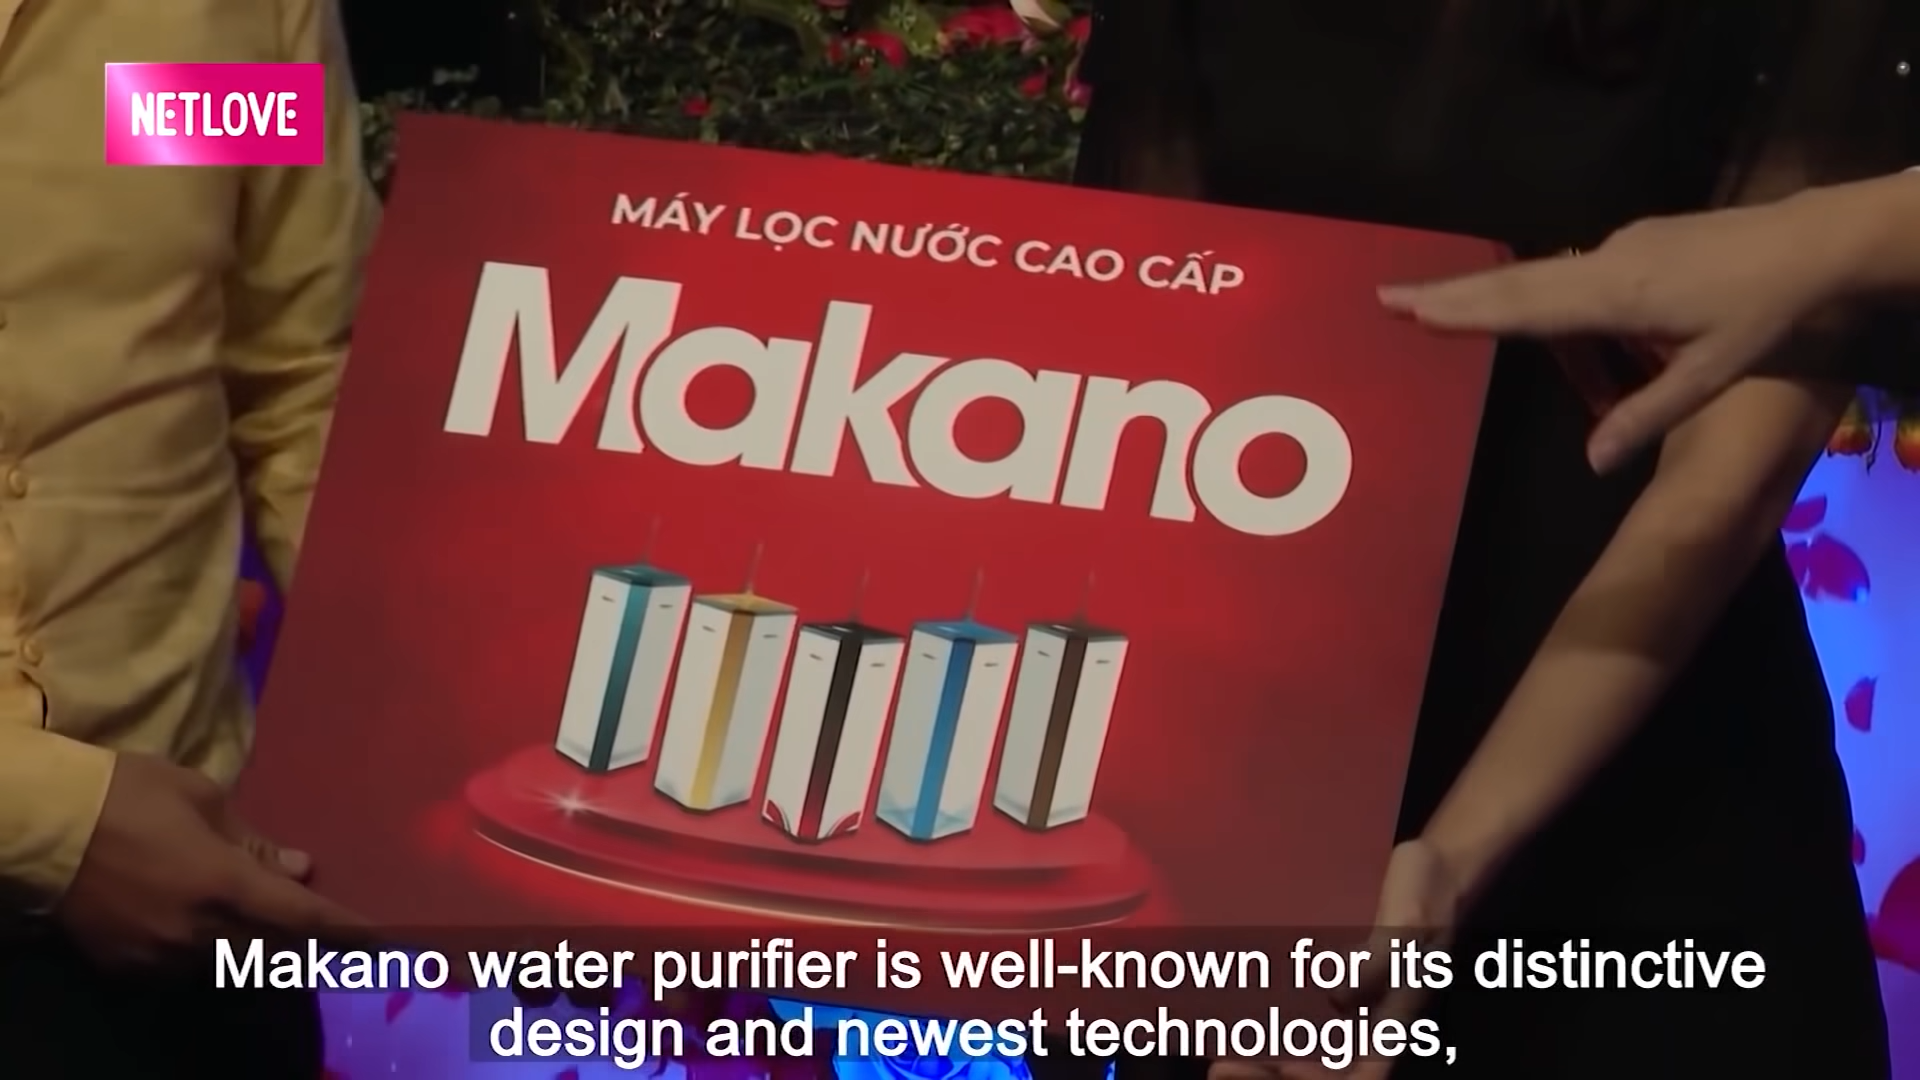 NETLOVE
MÁY LỌC NƯỚC CAO CẤP
Makano
Makano water purifier is well-known for its distinctive
design and newest technologies,